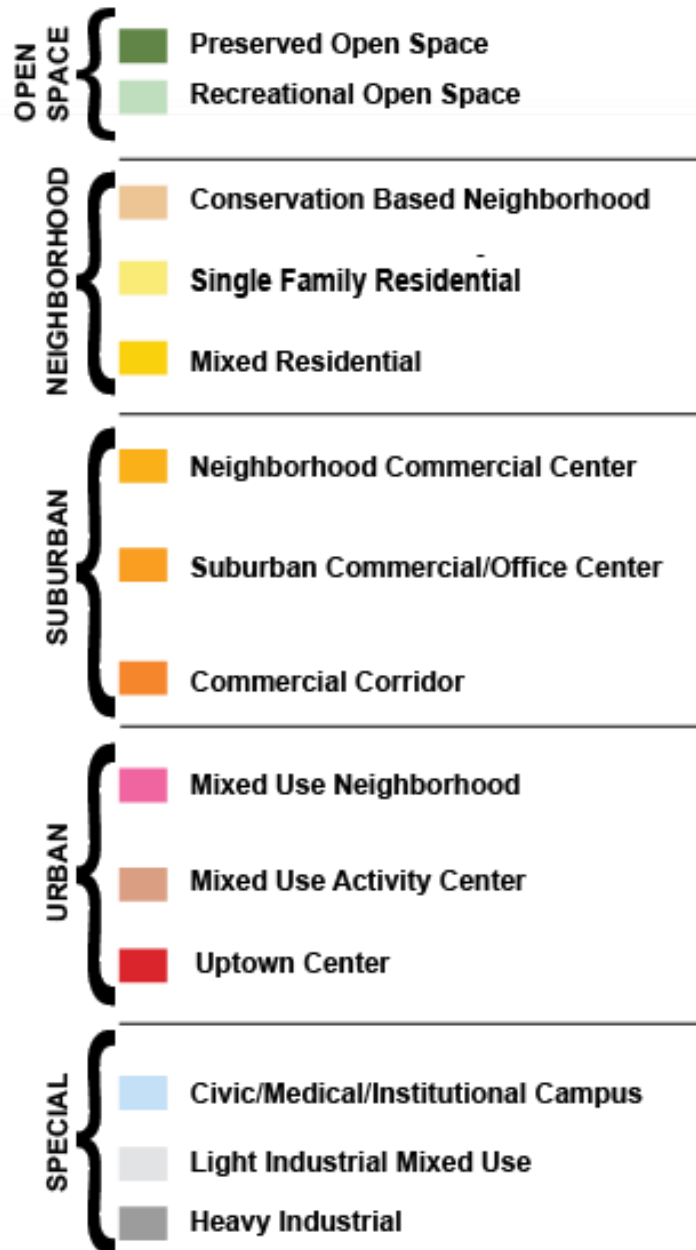 OPEN
SPACE
Preserved Open Space
Recreational Open Space
NEIGHBORHOOD
Conservation Based Neighborhood
Single Family Residential
Mixed Residential
SUBURBAN
Neighborhood Commercial Center
Suburban Commercial/Office Center
Commercial Corridor
URBAN
Mixed Use Neighborhood
Mixed Use Activity Center
Uptown Center
SPECIAL
Civic/Medical/Institutional Campus
Light Industrial Mixed Use
Heavy Industrial